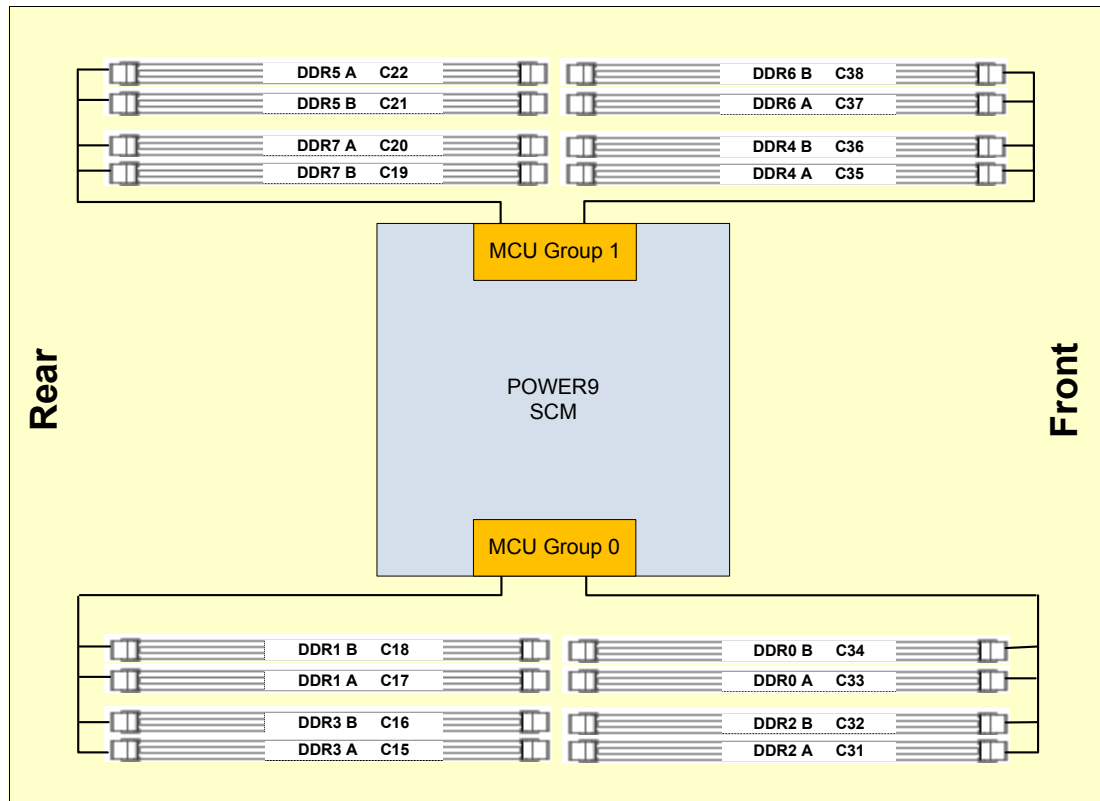 DDR5 A C22
DDR6 B C38
DDR5 B C21
DDR6 A C37
DDR7 A C20
DDR4 B C36
DDR7 B C19
DDR4 A C35
MCU Group 1
Rear
POWER9
SCM
Front
MCU Group 0
DDR1 B C18
DDR0 B C34
DDR1 A C17
DDR0 A C33
DDR3 B C16
DDR2 B C32
DDR3 A C15
DDR2 A C31